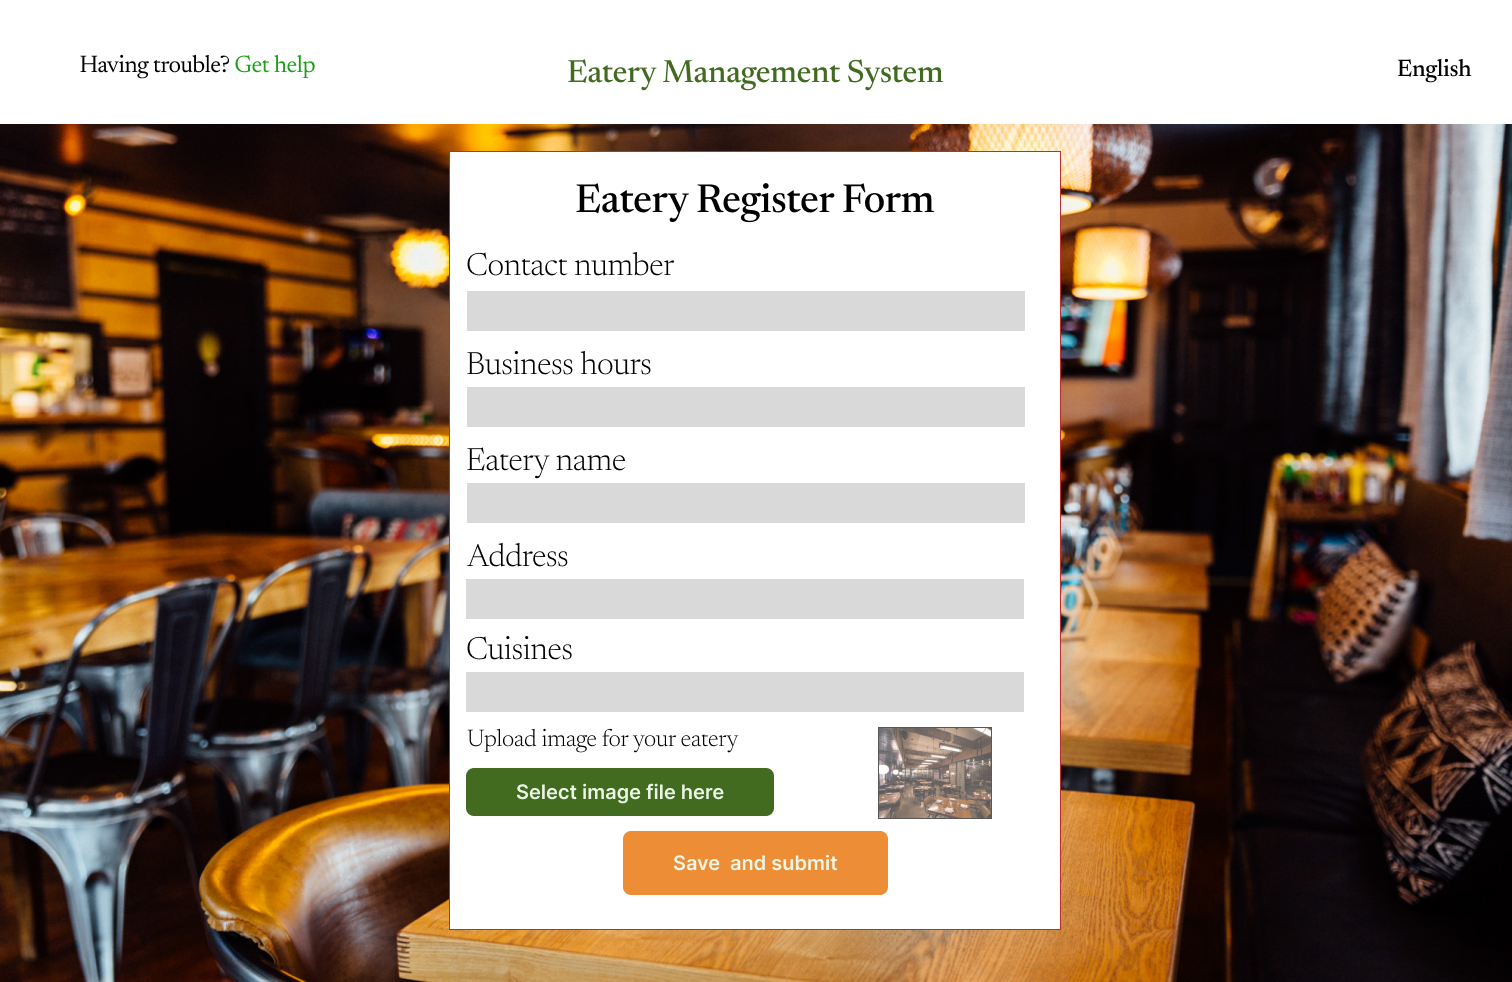 Having trouble? Get help
Eatery Management System
English
Eatery Register Form
Contact number
Business hours
Eatery name
Address
Cuisines
Upload image for your eatery
Select image file here
Save  and submit